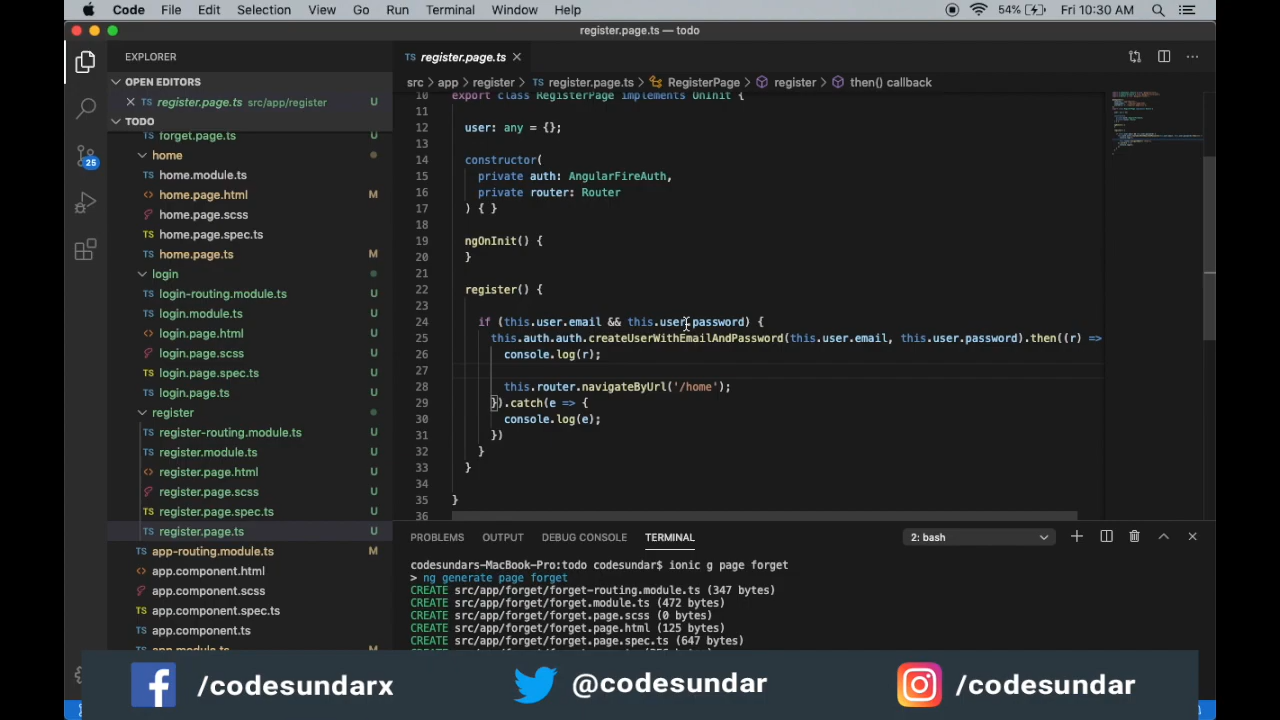 Code File Edit Selection View Go Run Terminal Window Help 54% Fri 10:30 AM
register.page.ts — todo
EXPLORER
OPEN EDITORS
register.page.ts src/app/register U
TODO
forget.page.ts U
home
home.module.ts
home.page.html M
home.page.scss
home.page.spec.ts
home.page.ts M
login
login-routing.module.ts U
login.module.ts U
login.page.html U
login.page.scss U
login.page.spec.ts U
login.page.ts U
register
register-routing.module.ts U
register.module.ts U
register.page.html U
register.page.scss U
register.page.spec.ts U
register.page.ts U
app-routing.module.ts M
app.component.html
app.component.scss
app.component.spec.ts
app.component.ts
app.module.ts M
25
register.page.ts
src > app > register > TS register.page.ts > RegisterPage > register > then() callback
10 export class RegisterPage implements OnInit {
11
12 user: any = {};
13
14 constructor(
15 private auth: AngularFireAuth,
16 private router: Router
17 ) { }
18
19 ngOnInit() {
20 }
21
22 register() {
23
24 if (this.user.email && this.user.password) {
25 this.auth.auth.createUserWithEmailAndPassword(this.user.email, this.user.password).then((r) =>
26 console.log(r);
27
28 this.router.navigateByUrl('/home');
29 }).catch(e => {
30 console.log(e);
31 })
32 }
33 }
34
35 }
36
PROBLEMS OUTPUT DEBUG CONSOLE TERMINAL 2: bash
codesundars-MacBook-Pro:todo codesundar$ ionic g page forget
> ng generate page forget
CREATE src/app/forget/forget-routing.module.ts (347 bytes)
CREATE src/app/forget/forget.module.ts (472 bytes)
CREATE src/app/forget/forget.page.scss (0 bytes)
CREATE src/app/forget/forget.page.html (125 bytes)
CREATE src/app/forget/forget.page.spec.ts (647 bytes)
/codesundarx @codesundar /codesundar